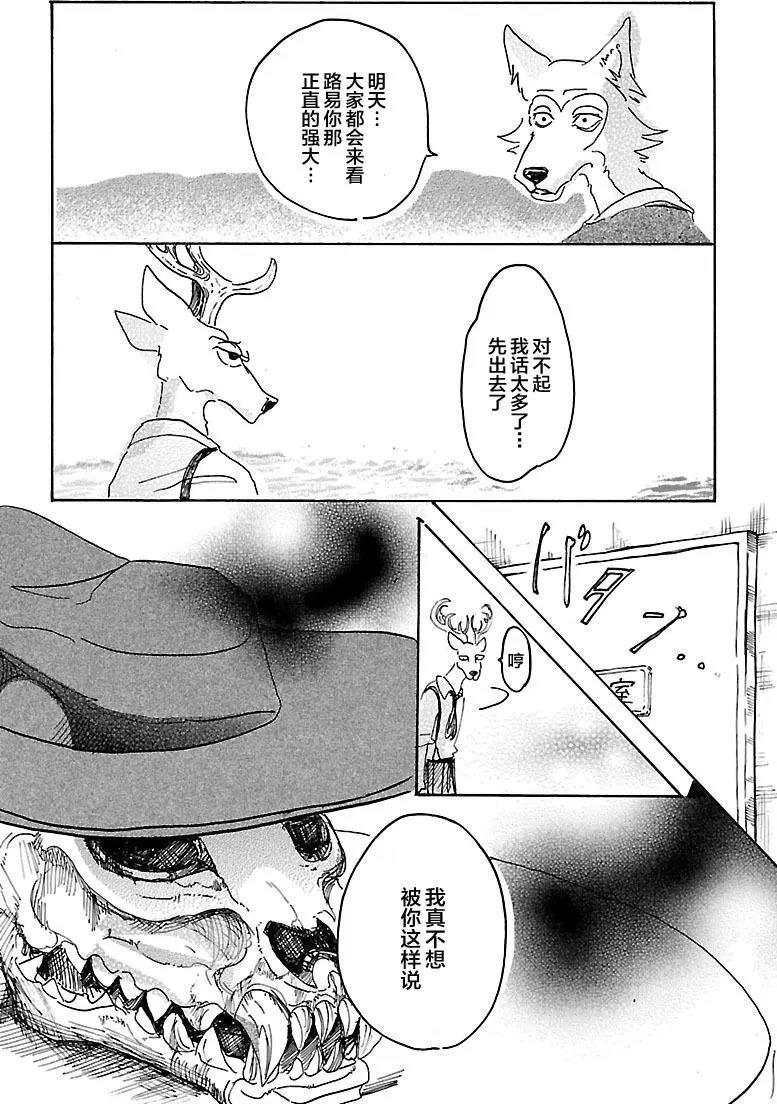 明天…
大家都会来看
路易你那
正直的强大…
对不起
我话太多了…
先出去了
バタン…
室
哼
我真不想
被你这样说